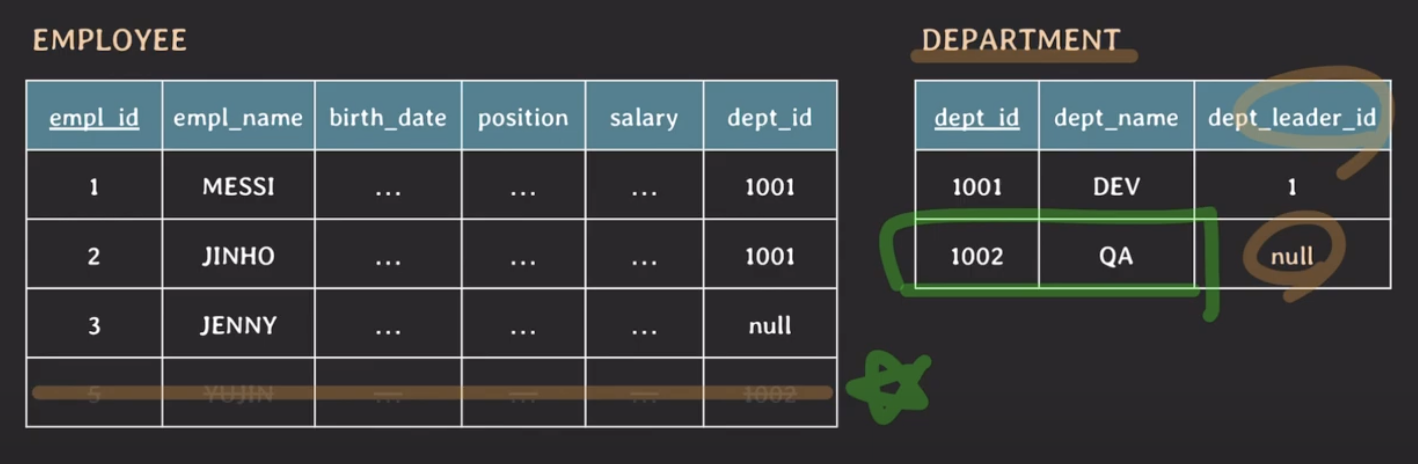 EMPLOYEE
empl_id empl_name birth_date position salary dept_id
1 MESSI ... ... ... 1001
2 JINHO ... ... ... 1001
3 JENNY ... ... ... null
5 YUJIN ... ... ... 1002
DEPARTMENT
dept_id dept_name dept_leader_id
1001 DEV 1
1002 QA null